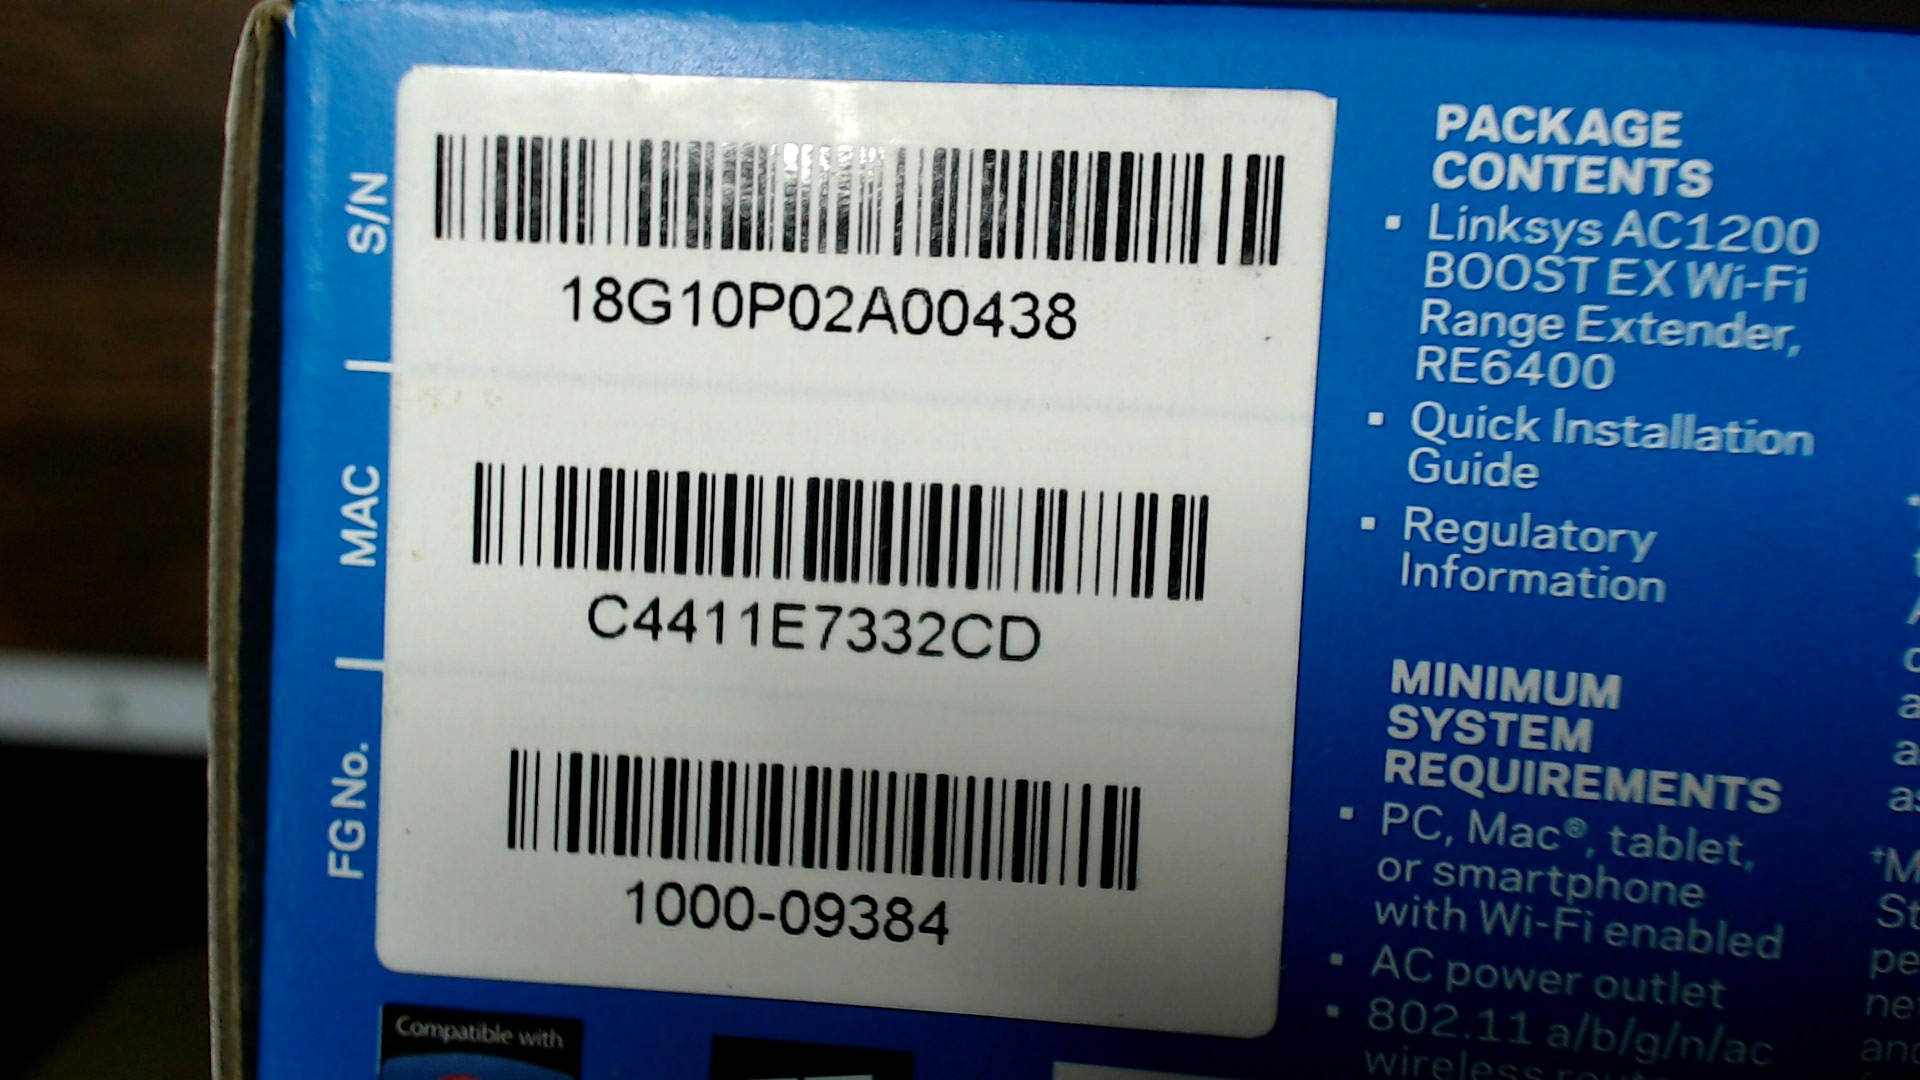 S/N
18G10P02A00438
MAC
C4411E7332CD
FG No.
1000-09384
PACKAGE
CONTENTS
▪ Linksys AC1200
BOOST EX Wi-Fi
Range Extender,
RE6400
▪ Quick Installation
Guide
▪ Regulatory
Information
MINIMUM
SYSTEM
REQUIREMENTS
▪ PC, Mac®, tablet,
or smartphone
with Wi-Fi enabled
▪ AC power outlet
▪ 802.11 a/b/g/n/ac
wireless
Compatible with